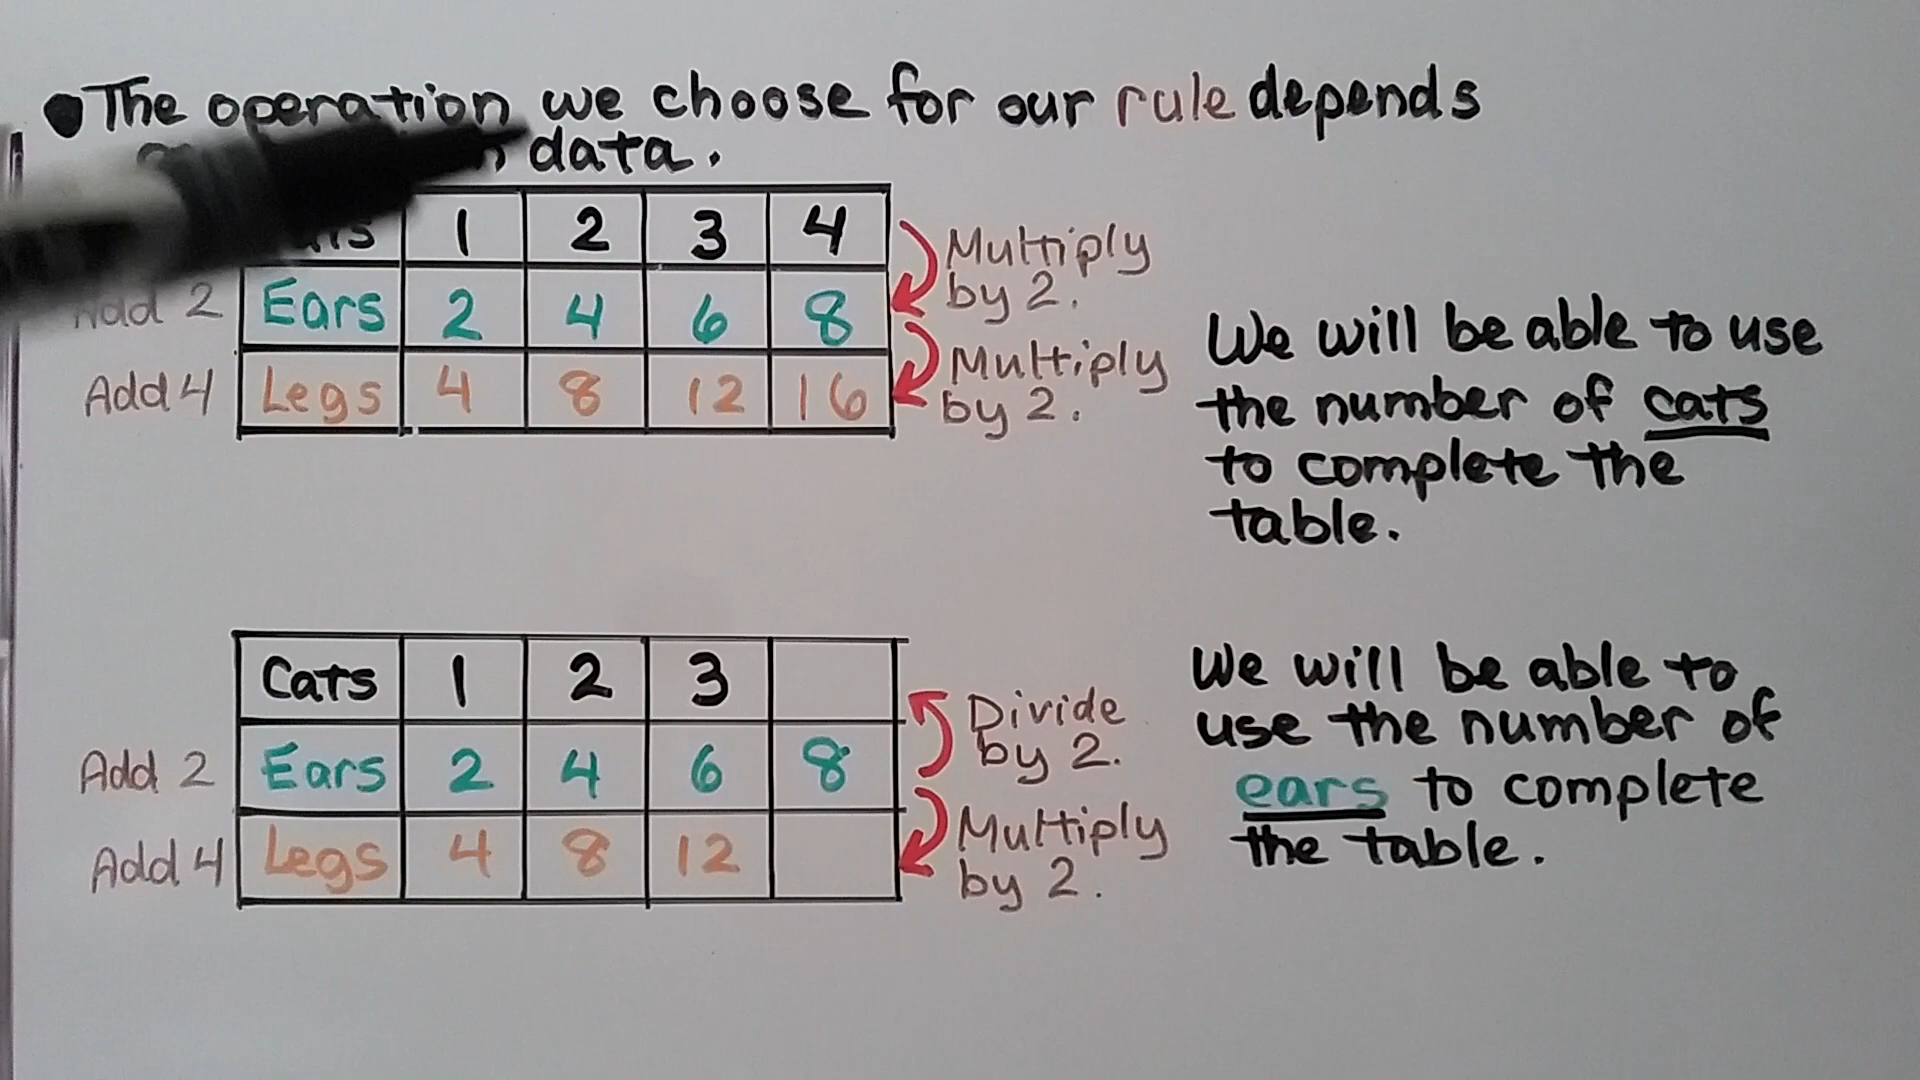 The operation we choose for our rule depends
data.
1 2 3 4
Multiply
by 2.
Add 2 Ears 2 4 6 8
Multiply
by 2.
Add 4 Legs 4 8 12 16
We will be able to use
the number of cats
to complete the
table.
Cats 1 2 3
Divide
by 2.
Add 2 Ears 2 4 6 8
Multiply
by 2.
Add 4 Legs 4 8 12
We will be able to
use the number of
ears to complete
the table.